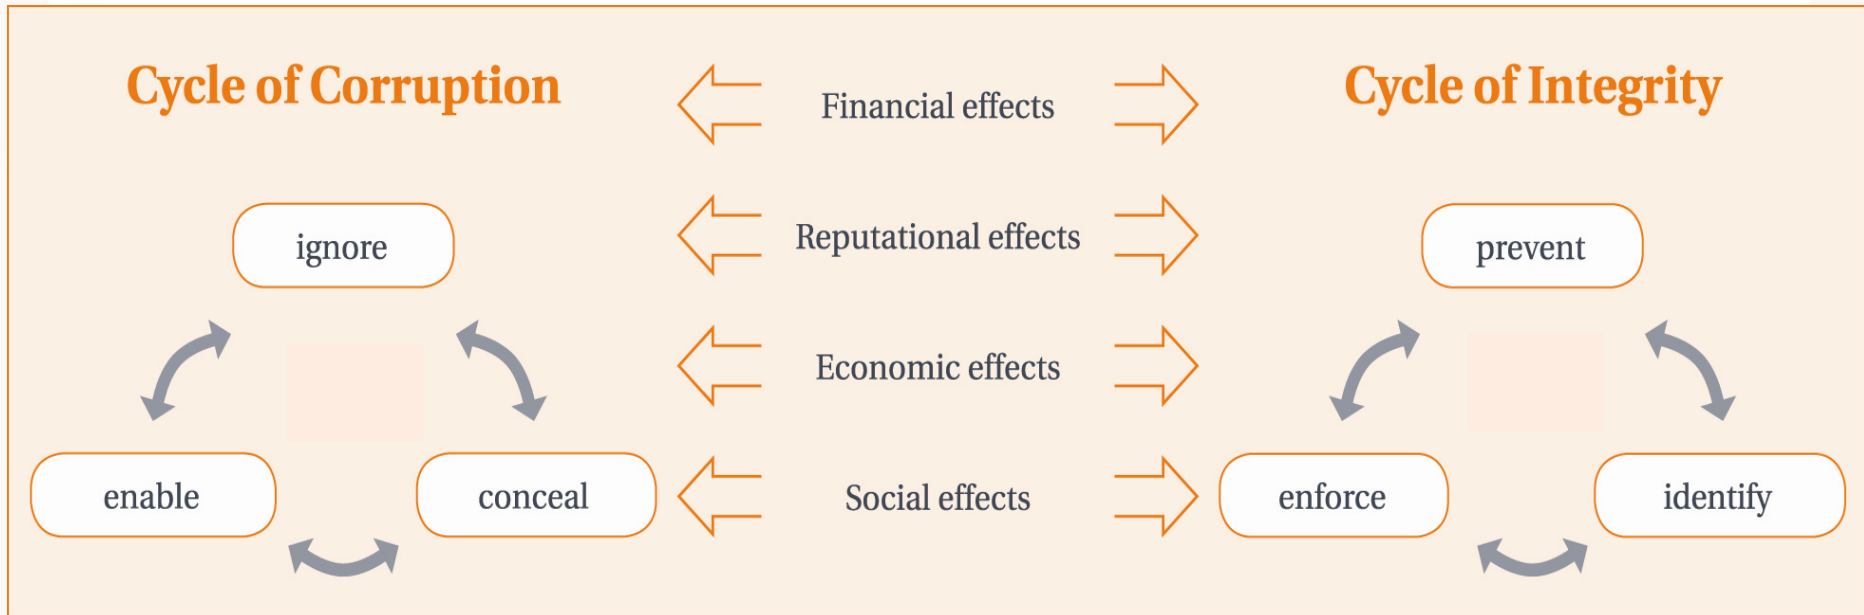 Cycle of Corruption
ignore
enable
conceal
Financial effects
Reputational effects
Economic effects
Social effects
Cycle of Integrity
prevent
enforce
identify